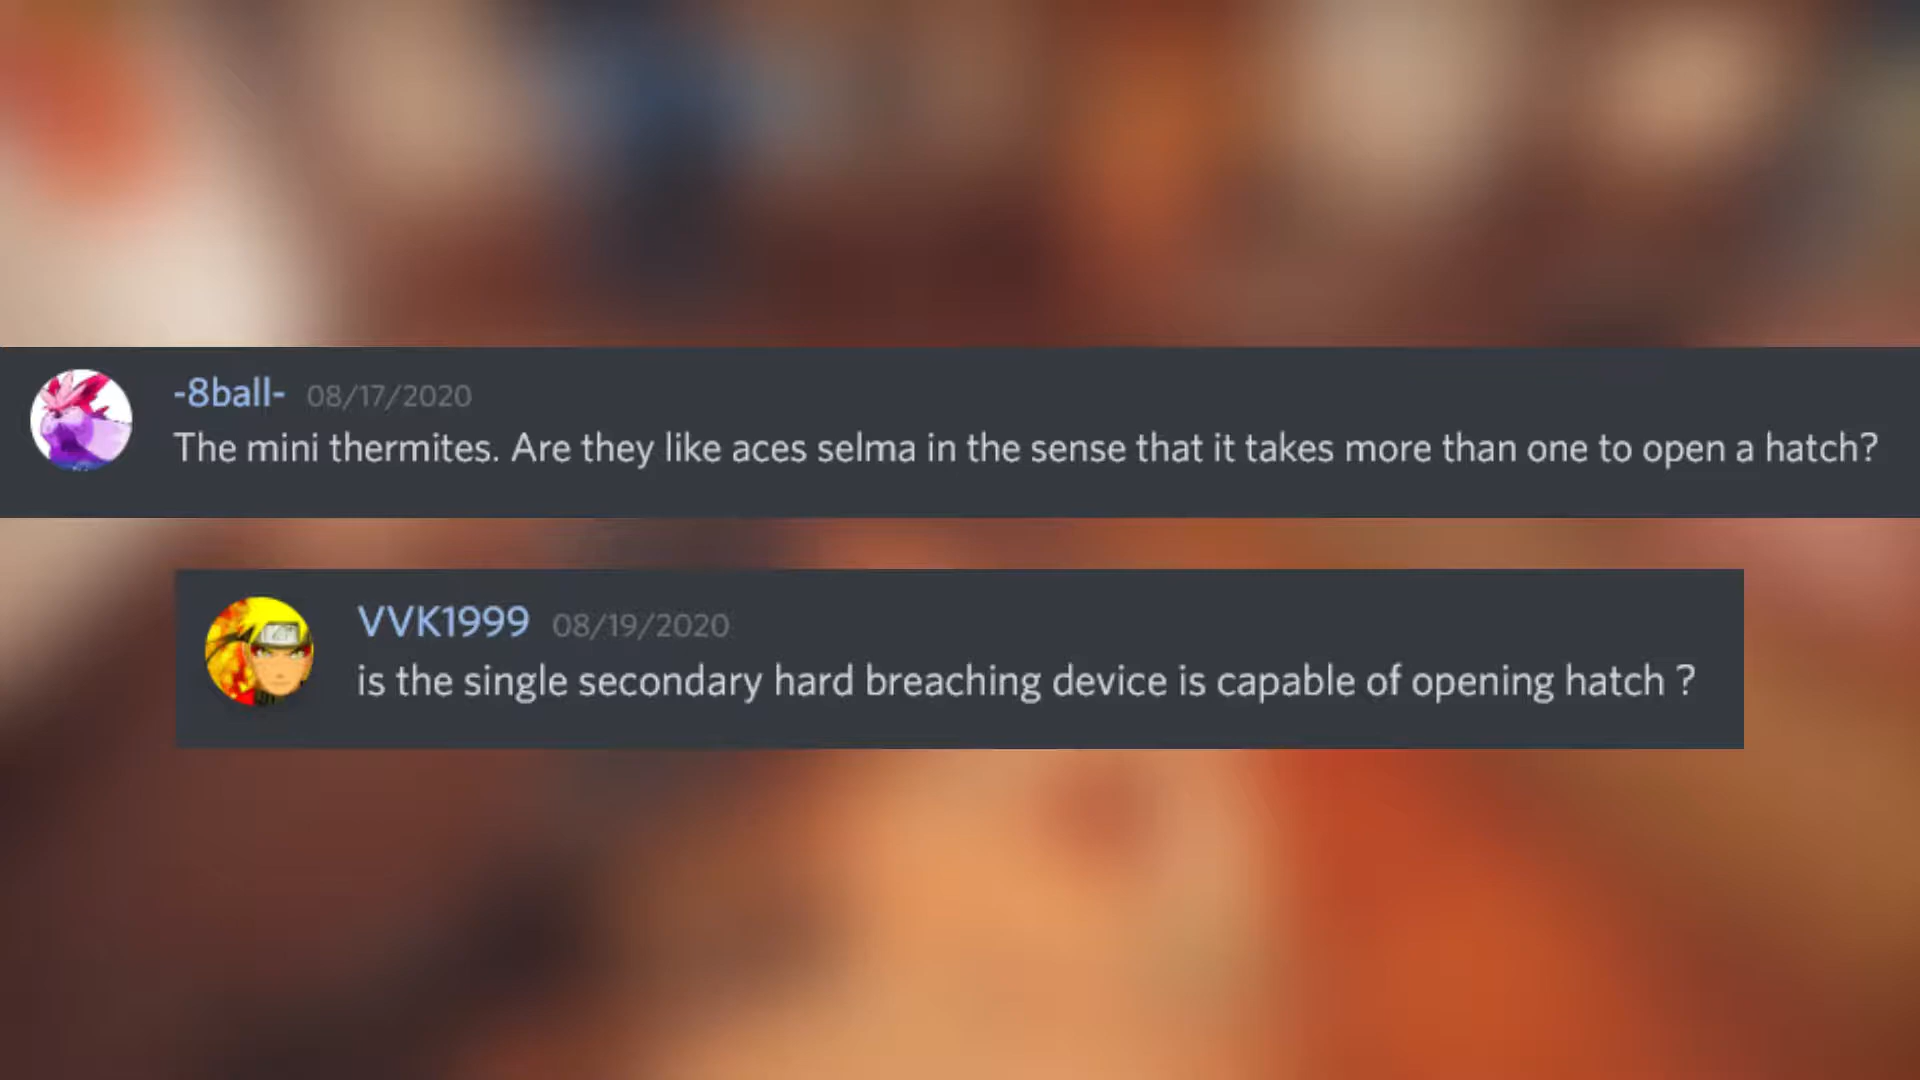 -8ball- 08/17/2020
The mini thermites. Are they like aces selma in the sense that it takes more than one to open a hatch?
VVK1999 08/19/2020
is the single secondary hard breaching device is capable of opening hatch ?